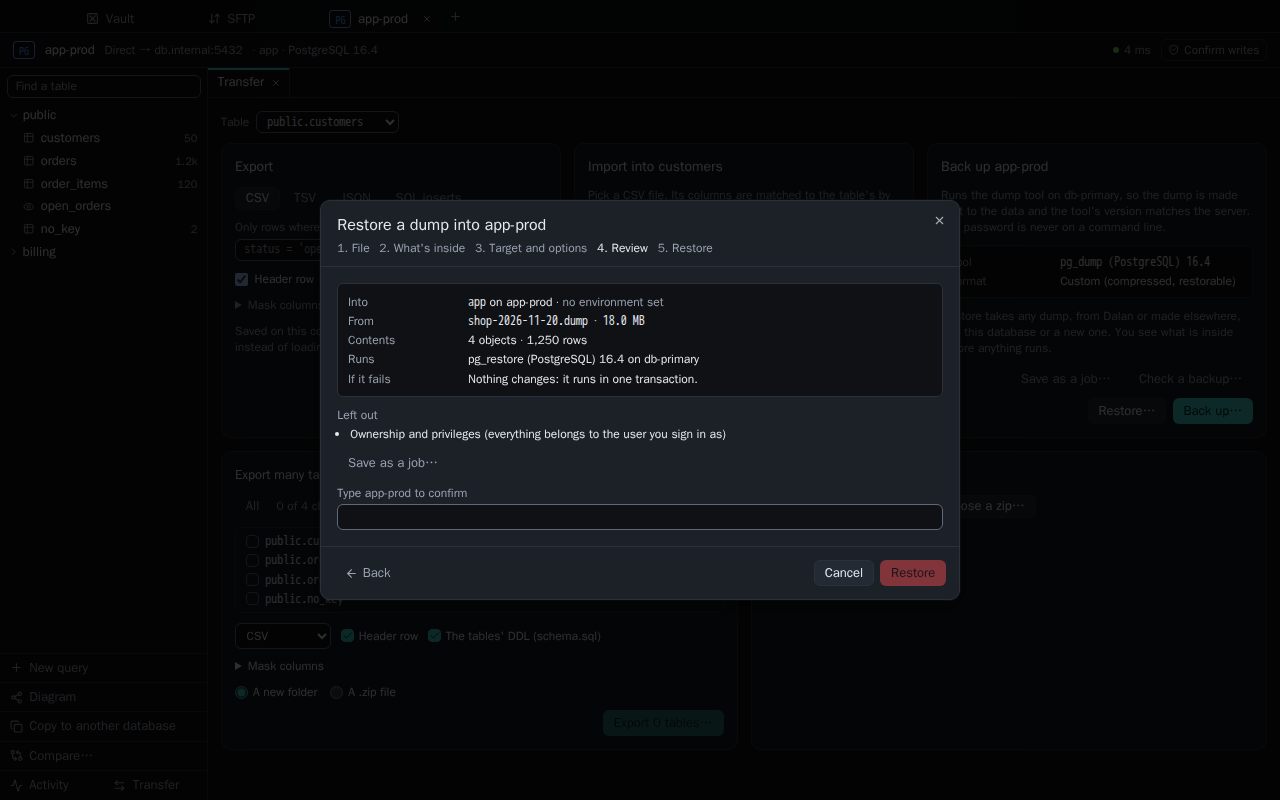 Vault
SFTP
PG app-prod
PG app-prod Direct → db.internal:5432 · app · PostgreSQL 16.4
4 ms
Confirm writes
Find a table
Transfer
public
customers 50
orders 1.2k
order_items 120
open_orders
no_key 2
billing
Table public.customers
Export
CSV TSV JSON SQL inserts
Only rows where
status = 'ope
Header row
Mask column
Saved on this co
instead of loadin
Import into customers
Pick a CSV file. Its columns are matched to the table's by
Back up app-prod
Runs the dump tool on db-primary, so the dump is made
to the data and the tool's version matches the server.
password is never on a command line.
pg_dump (PostgreSQL) 16.4
Custom (compressed, restorable)
store takes any dump, from Dalan or made elsewhere,
this database or a new one. You see what is inside
anything runs.
Save as a job…
Check a backup…
Restore…
Back up…
Restore a dump into app-prod
1. File 2. What's inside 3. Target and options 4. Review 5. Restore
Into app on app-prod · no environment set
From shop-2026-11-20.dump · 18.0 MB
Contents 4 objects · 1,250 rows
Runs pg_restore (PostgreSQL) 16.4 on db-primary
If it fails Nothing changes: it runs in one transaction.
Left out
• Ownership and privileges (everything belongs to the user you sign in as)
Save as a job…
Type app-prod to confirm
← Back
Cancel
Restore
Export many ta
All 0 of 4 c
public.cu
public.or
public.or
public.no_key
ose a zip…
CSV
Header row
The tables' DDL (schema.sql)
Mask columns
A new folder
A .zip file
Export 0 tables…
New query
Diagram
Copy to another database
Compare…
Activity
Transfer